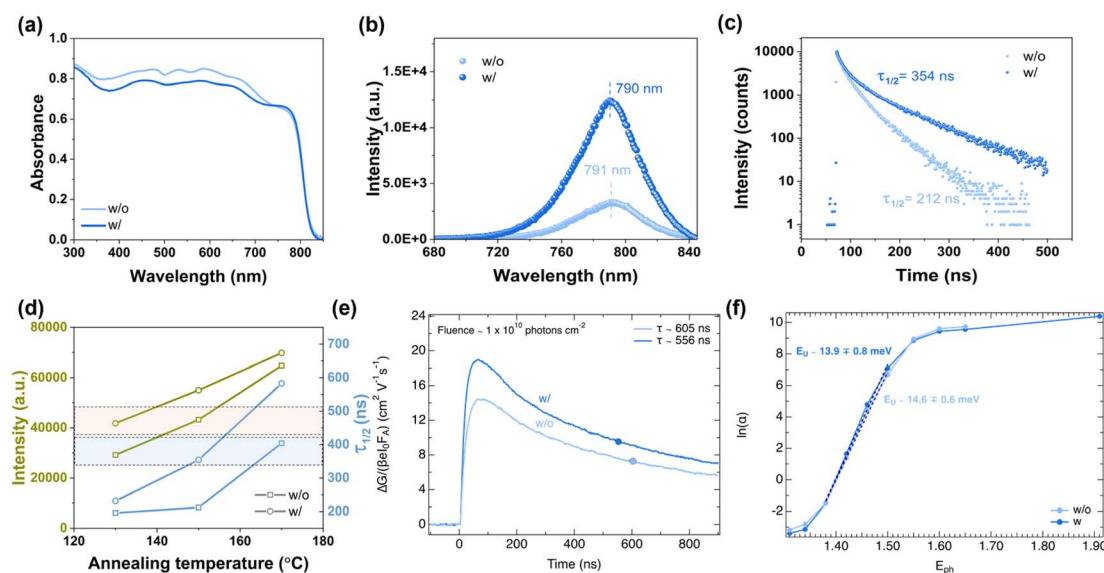 (a)
1.0
0.8
0.6
0.4
0.2
0.0
Absorbance
w/o
w/
300 400 500 600 700 800
Wavelength (nm)
(b)
1.5E+4
1.0E+4
5.0E+3
0.0E+0
Intensity (a.u.)
w/o
w/
790 nm
791 nm
680 720 760 800 840
Wavelength (nm)
(c)
10000
1000
100
10
1
Intensity (counts)
w/o
w/
τ1/2= 354 ns
τ1/2= 212 ns
0 100 200 300 400 500
Time (ns)
(d)
80000
60000
40000
20000
0
Intensity (a.u.)
700
600
500
400
300
200
τ1/2 (ns)
w/o
w/
120 140 160 180
Annealing temperature (°C)
(e)
24
20
16
12
8
4
0
ΔG/(βeI0FA) (cm2 V-1s-1)
Fluence ~ 1 x 10^10 photons cm-2
τ ~ 605 ns
τ ~ 556 ns
w/
w/o
0 200 400 600 800
Time (ns)
(f)
10
8
6
4
2
0
-2
ln(α)
EU ~ 13.9 ∓ 0.8 meV
EU ~ 14.6 ∓ 0.6 meV
w/o
w
1.40 1.50 1.60 1.70 1.80 1.90
Eph